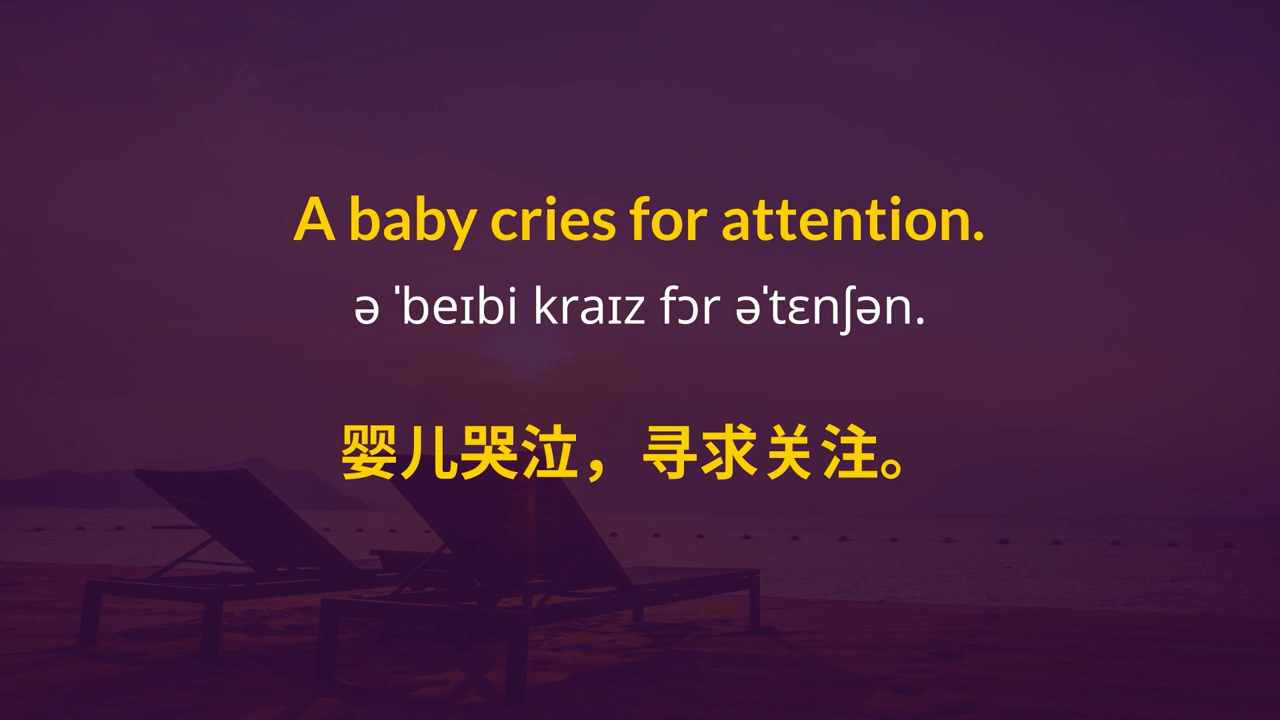 A baby cries for attention.
ə ˈbeɪbi kraɪz fɔr əˈtɛnʃən.
婴儿哭泣，寻求关注。